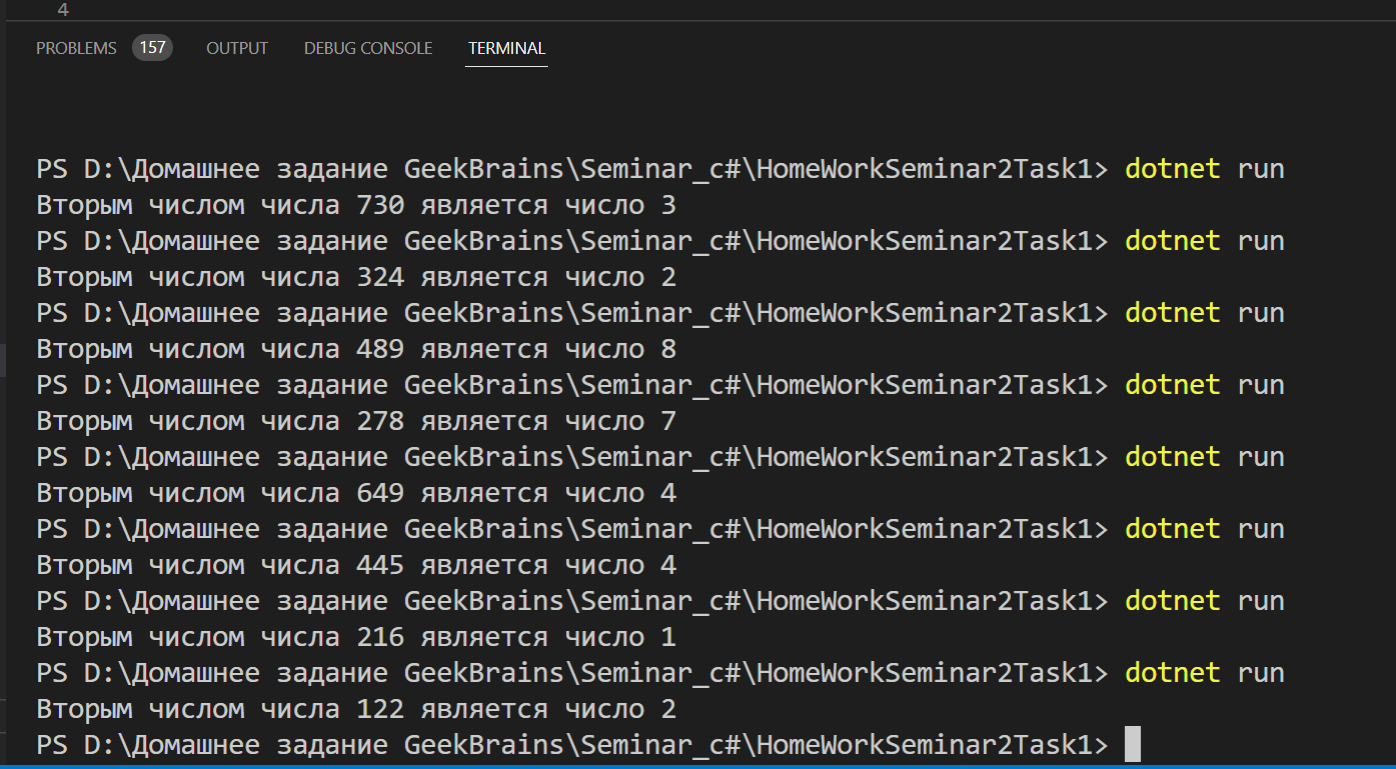 4
PROBLEMS 157 OUTPUT DEBUG CONSOLE TERMINAL
PS D:\Домашнее задание GeekBrains\Seminar_c#\HomeWorkSeminar2Task1> dotnet run
Вторым числом числа 730 является число 3
PS D:\Домашнее задание GeekBrains\Seminar_c#\HomeWorkSeminar2Task1> dotnet run
Вторым числом числа 324 является число 2
PS D:\Домашнее задание GeekBrains\Seminar_c#\HomeWorkSeminar2Task1> dotnet run
Вторым числом числа 489 является число 8
PS D:\Домашнее задание GeekBrains\Seminar_c#\HomeWorkSeminar2Task1> dotnet run
Вторым числом числа 278 является число 7
PS D:\Домашнее задание GeekBrains\Seminar_c#\HomeWorkSeminar2Task1> dotnet run
Вторым числом числа 649 является число 4
PS D:\Домашнее задание GeekBrains\Seminar_c#\HomeWorkSeminar2Task1> dotnet run
Вторым числом числа 445 является число 4
PS D:\Домашнее задание GeekBrains\Seminar_c#\HomeWorkSeminar2Task1> dotnet run
Вторым числом числа 216 является число 1
PS D:\Домашнее задание GeekBrains\Seminar_c#\HomeWorkSeminar2Task1> dotnet run
Вторым числом числа 122 является число 2
PS D:\Домашнее задание GeekBrains\Seminar_c#\HomeWorkSeminar2Task1>